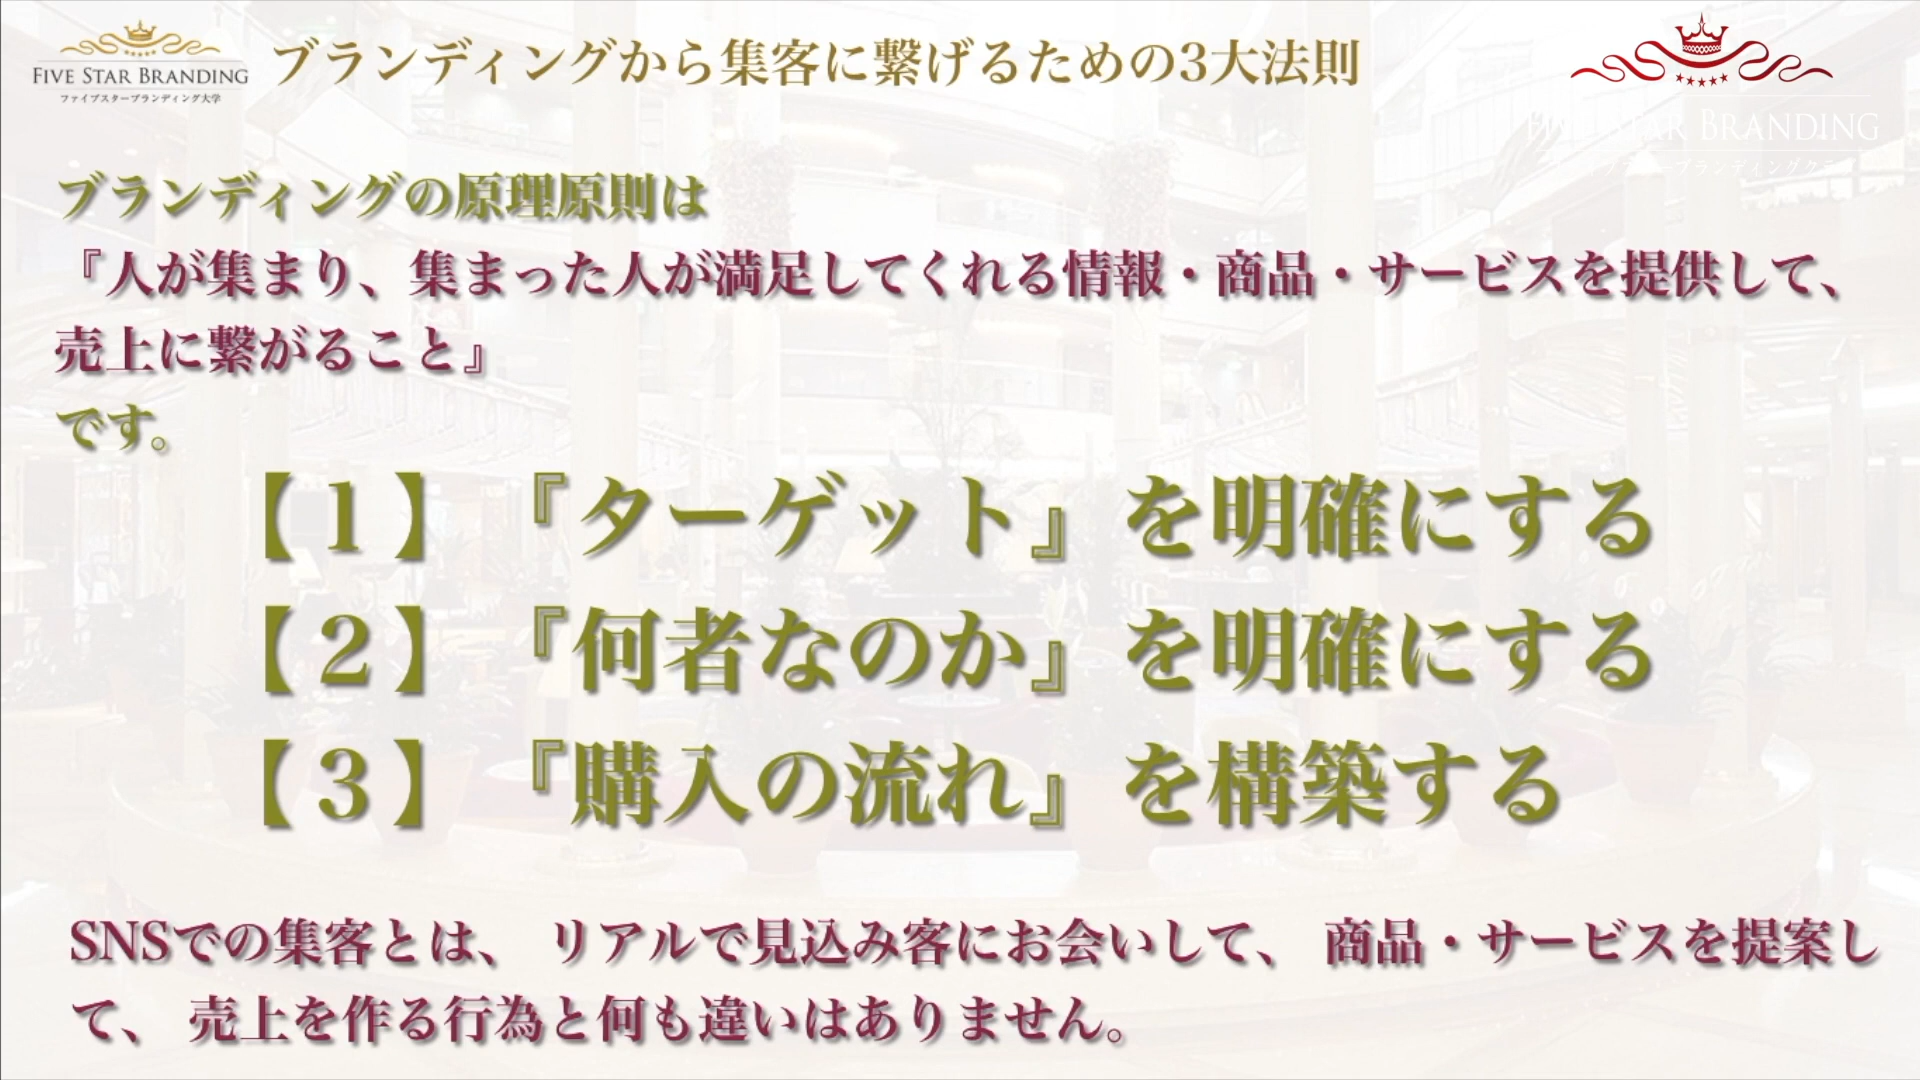 FIVE STAR BRANDING
ファイブスターブランディング大学
ブランディングから集客に繋げるための3大法則
FIVE STAR BRANDING
ブランディングの原理原則は
『人が集まり、集まった人が満足してくれる情報・商品・サービスを提供して、
売上に繋がること』
です。
【１】 『ターゲット』を明確にする
【２】 『何者なのか』を明確にする
【３】 『購入の流れ』を構築する
SNSでの集客とは、 リアルで見込み客にお会いして、 商品・サービスを提案し
て、 売上を作る行為と何も違いはありません。